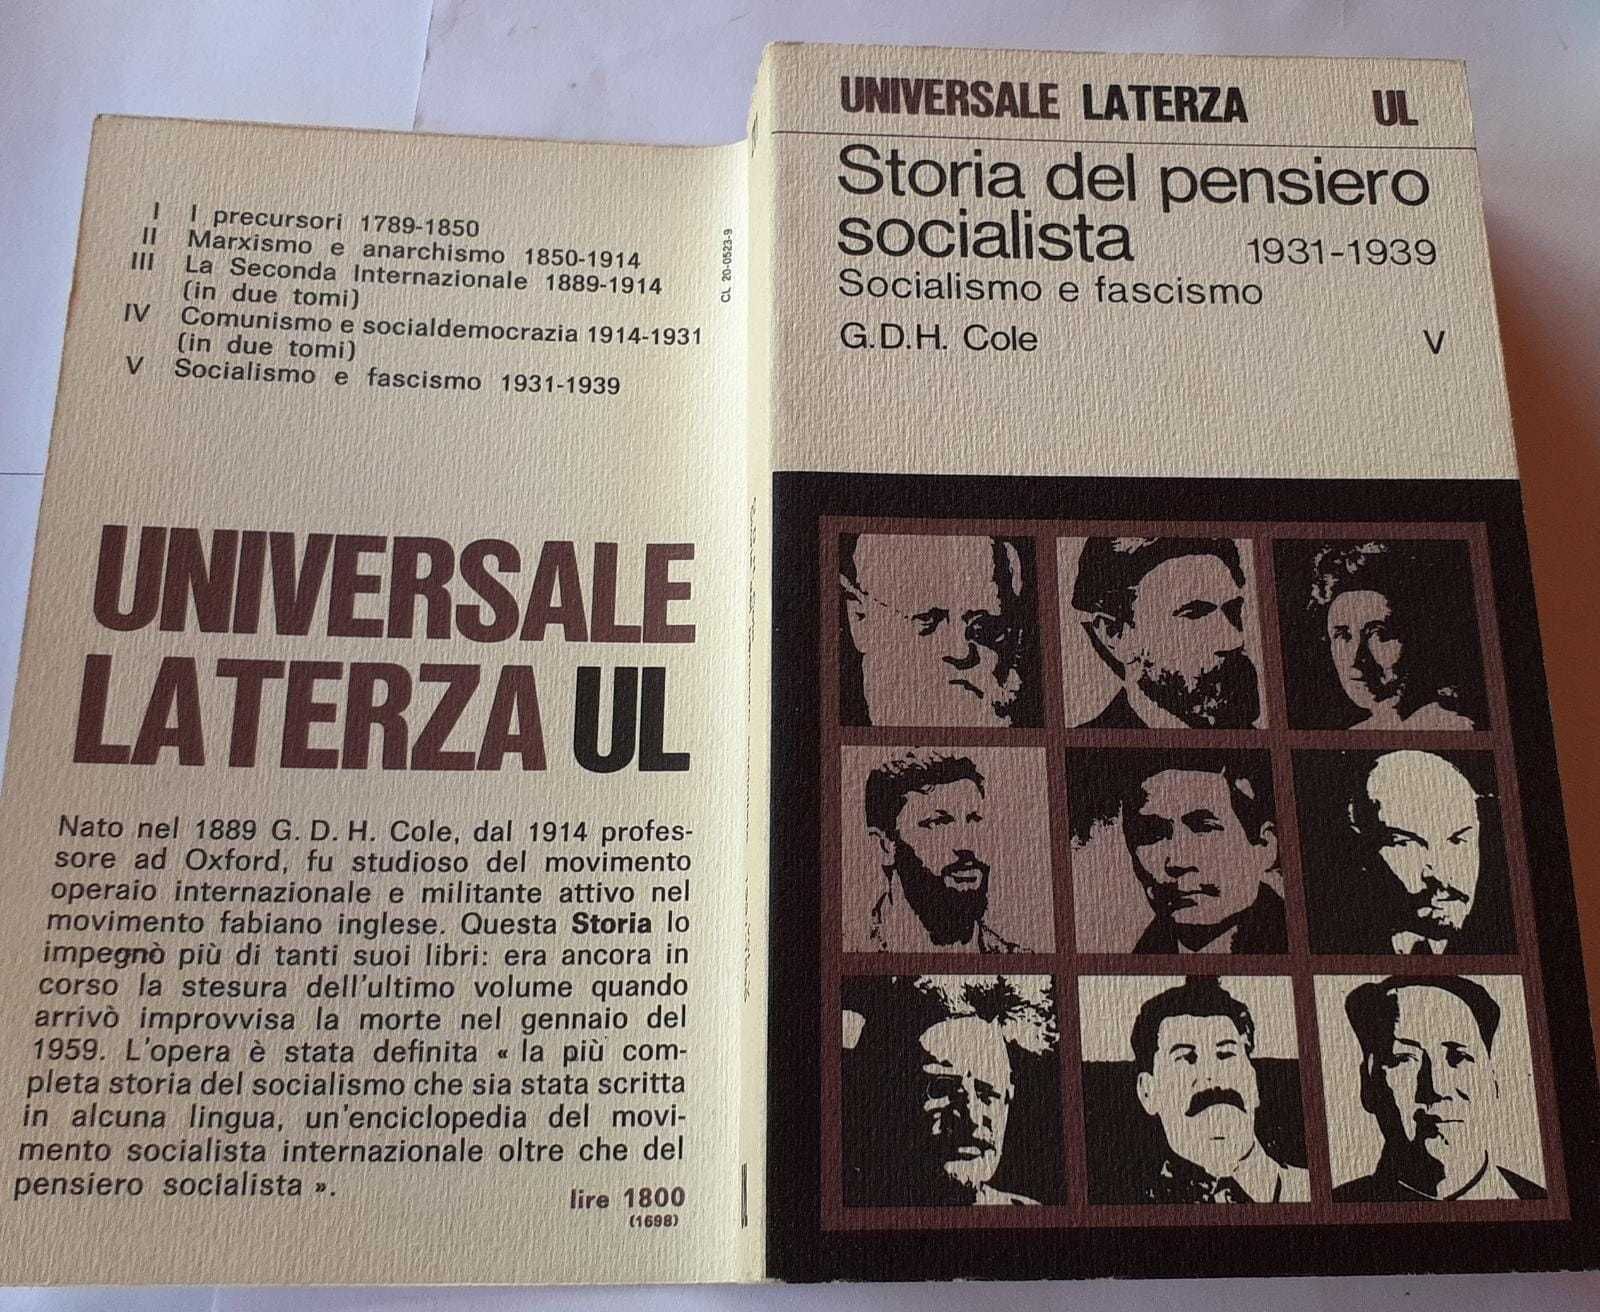 I I precursori 1789-1850
II Marxismo e anarchismo 1850-1914
III La Seconda Internazionale 1889-1914
(in due tomi)
IV Comunismo e socialdemocrazia 1914-1931
(in due tomi)
V Socialismo e fascismo 1931-1939
CL 20-0523-9
UNIVERSALE
LATERZA UL
Nato nel 1889 G. D. H. Cole, dal 1914 profes-
sore ad Oxford, fu studioso del movimento
operaio internazionale e militante attivo nel
movimento fabiano inglese. Questa Storia lo
impegnò più di tanti suoi libri: era ancora in
corso la stesura dell'ultimo volume quando
arrivò improvvisa la morte nel gennaio del
1959. L'opera è stata definita « la più com-
pleta storia del socialismo che sia stata scritta
in alcuna lingua, un'enciclopedia del movi-
mento socialista internazionale oltre che del
pensiero socialista ».
lire 1800
(1698)
UNIVERSALE LATERZA UL
Storia del pensiero
socialista 1931-1939
Socialismo e fascismo
G.D.H. Cole V